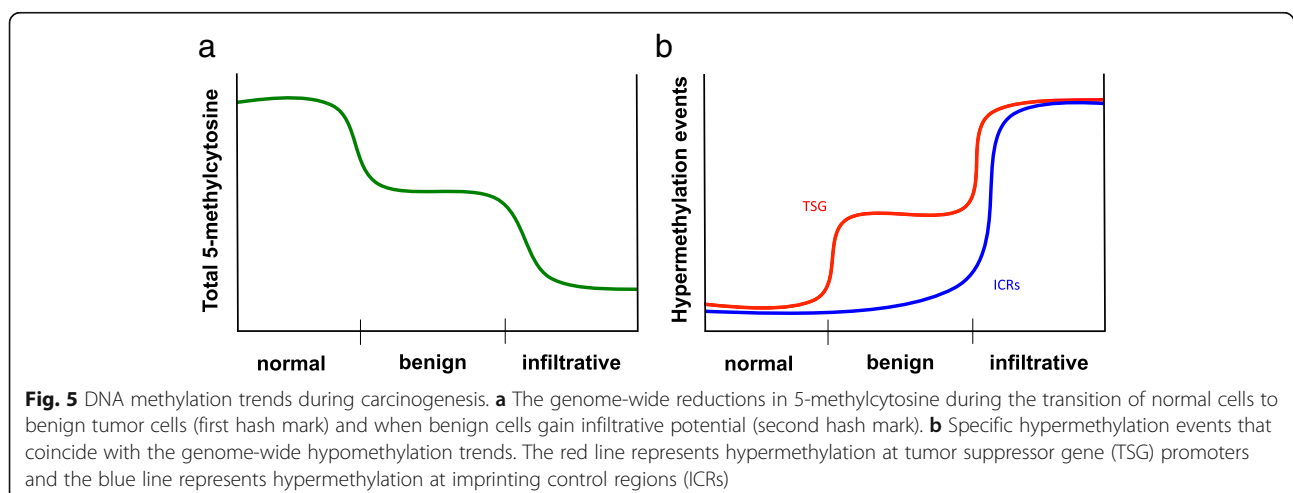 a
Total 5-methylcytosine
normal benign infiltrative
b
Hypermethylation events
TSG
ICRs
normal benign infiltrative
Fig. 5 DNA methylation trends during carcinogenesis. a The genome-wide reductions in 5-methylcytosine during the transition of normal cells to
benign tumor cells (first hash mark) and when benign cells gain infiltrative potential (second hash mark). b Specific hypermethylation events that
coincide with the genome-wide hypomethylation trends. The red line represents hypermethylation at tumor suppressor gene (TSG) promoters
and the blue line represents hypermethylation at imprinting control regions (ICRs)